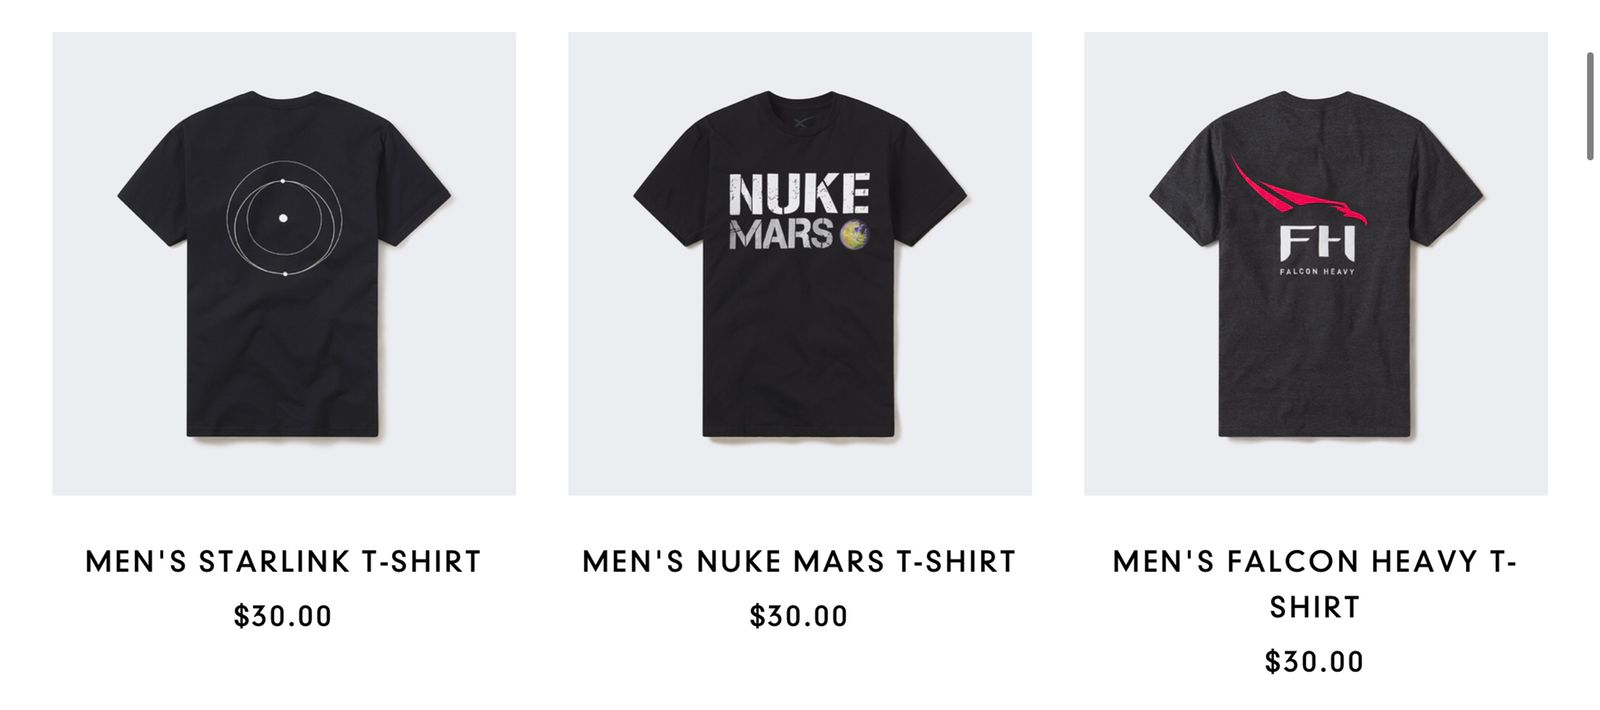 NUKE
MARS
FH
FALCON HEAVY
MEN'S STARLINK T-SHIRT
$30.00
MEN'S NUKE MARS T-SHIRT
$30.00
MEN'S FALCON HEAVY T-
SHIRT
$30.00